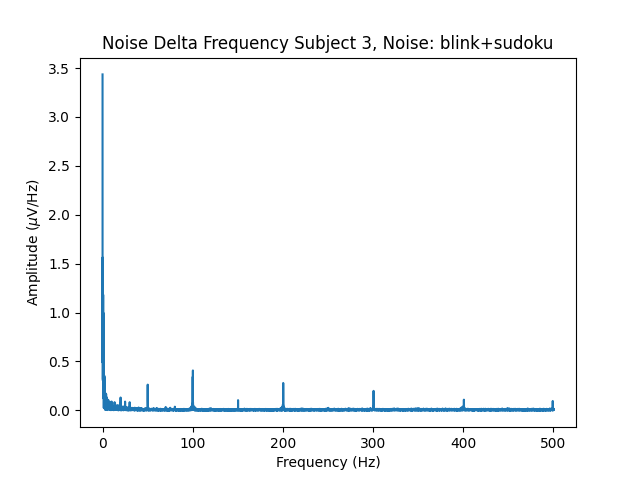 Noise Delta Frequency Subject 3, Noise: blink+sudoku
3.5
3.0
2.5
2.0
1.5
1.0
0.5
0.0
Amplitude (μV/Hz)
0 100 200 300 400 500
Frequency (Hz)